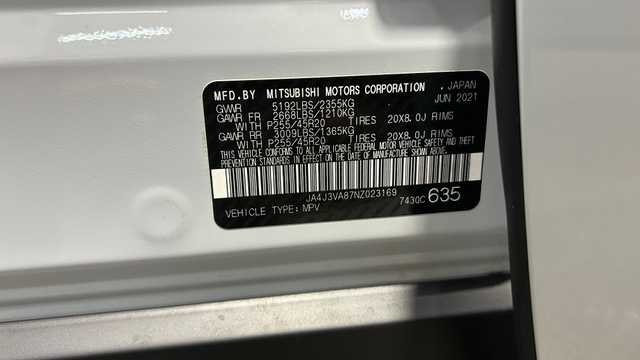 MFD.BY MITSUBISHI MOTORS CORPORATION , JAPAN
GVWR 5192LBS/2355KG JUN 2021
GAWR FR 2668LBS/1210KG
WITH P255/45R20 TIRES 20X8.0J RIMS
GAWR RR 3009LBS/1365KG
WITH P255/45R20 TIRES 20X8.0J RIMS
THIS VEHICLE CONFORMS TO ALL APPLICABLE FEDERAL MOTOR VEHICLE SAFETY AND THEFT
PREVENTION STANDARDS IN EFFECT ON THE DATE OF MANUFACTURE SHOWN ABOVE.
JA4J3VA87NZ023169
VEHICLE TYPE:MPV 7430C 635